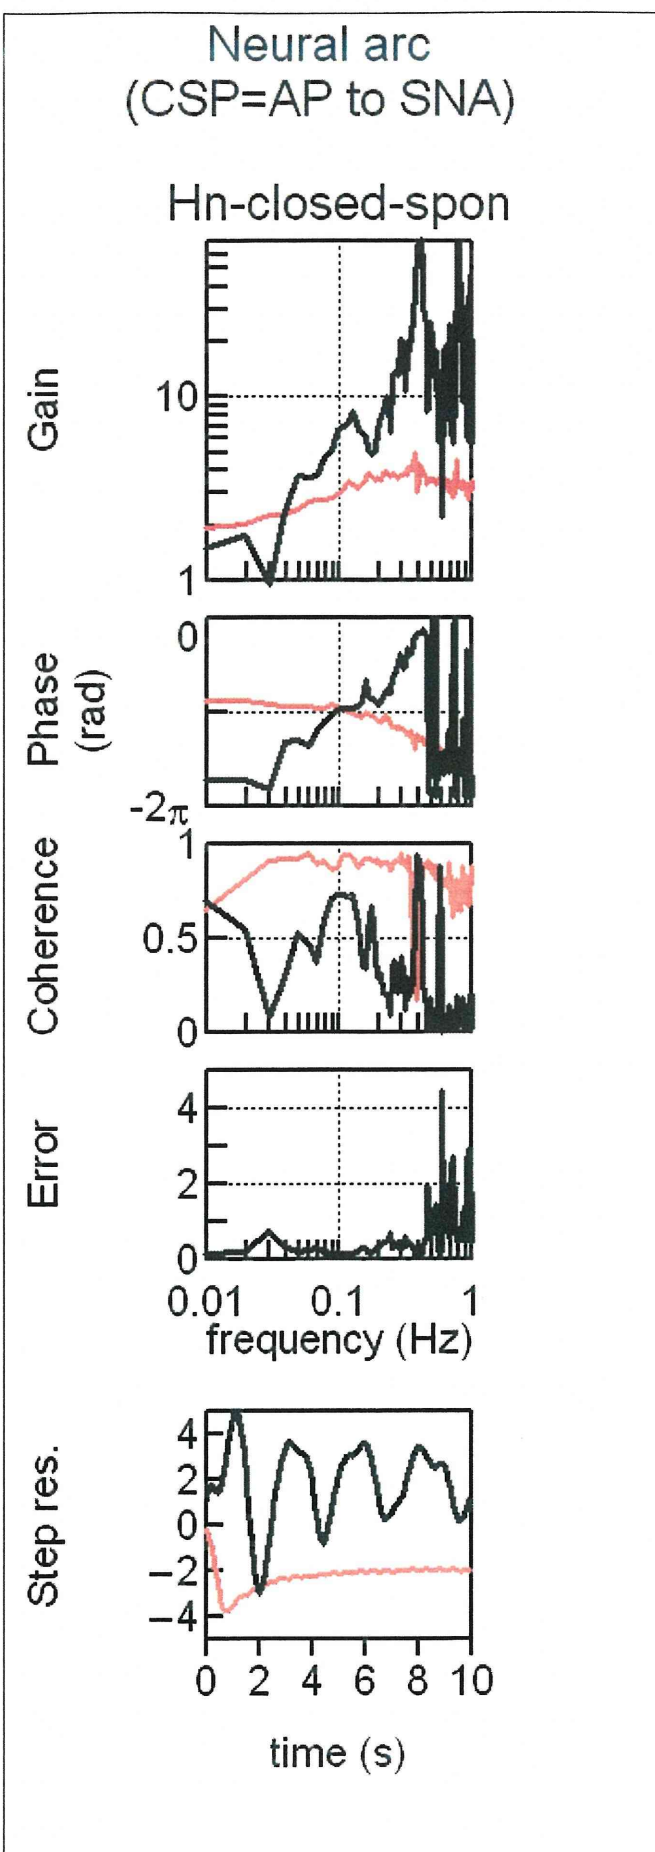 Neural arc
(CSP=AP to SNA)
Hn-closed-spon
Gain
10
1
Phase
(rad)
0
-2π
Coherence
1
0.5
0
Error
4
2
0
0.01 0.1 1
frequency (Hz)
Step res.
4
2
0
−2
−4
0 2 4 6 8 10
time (s)